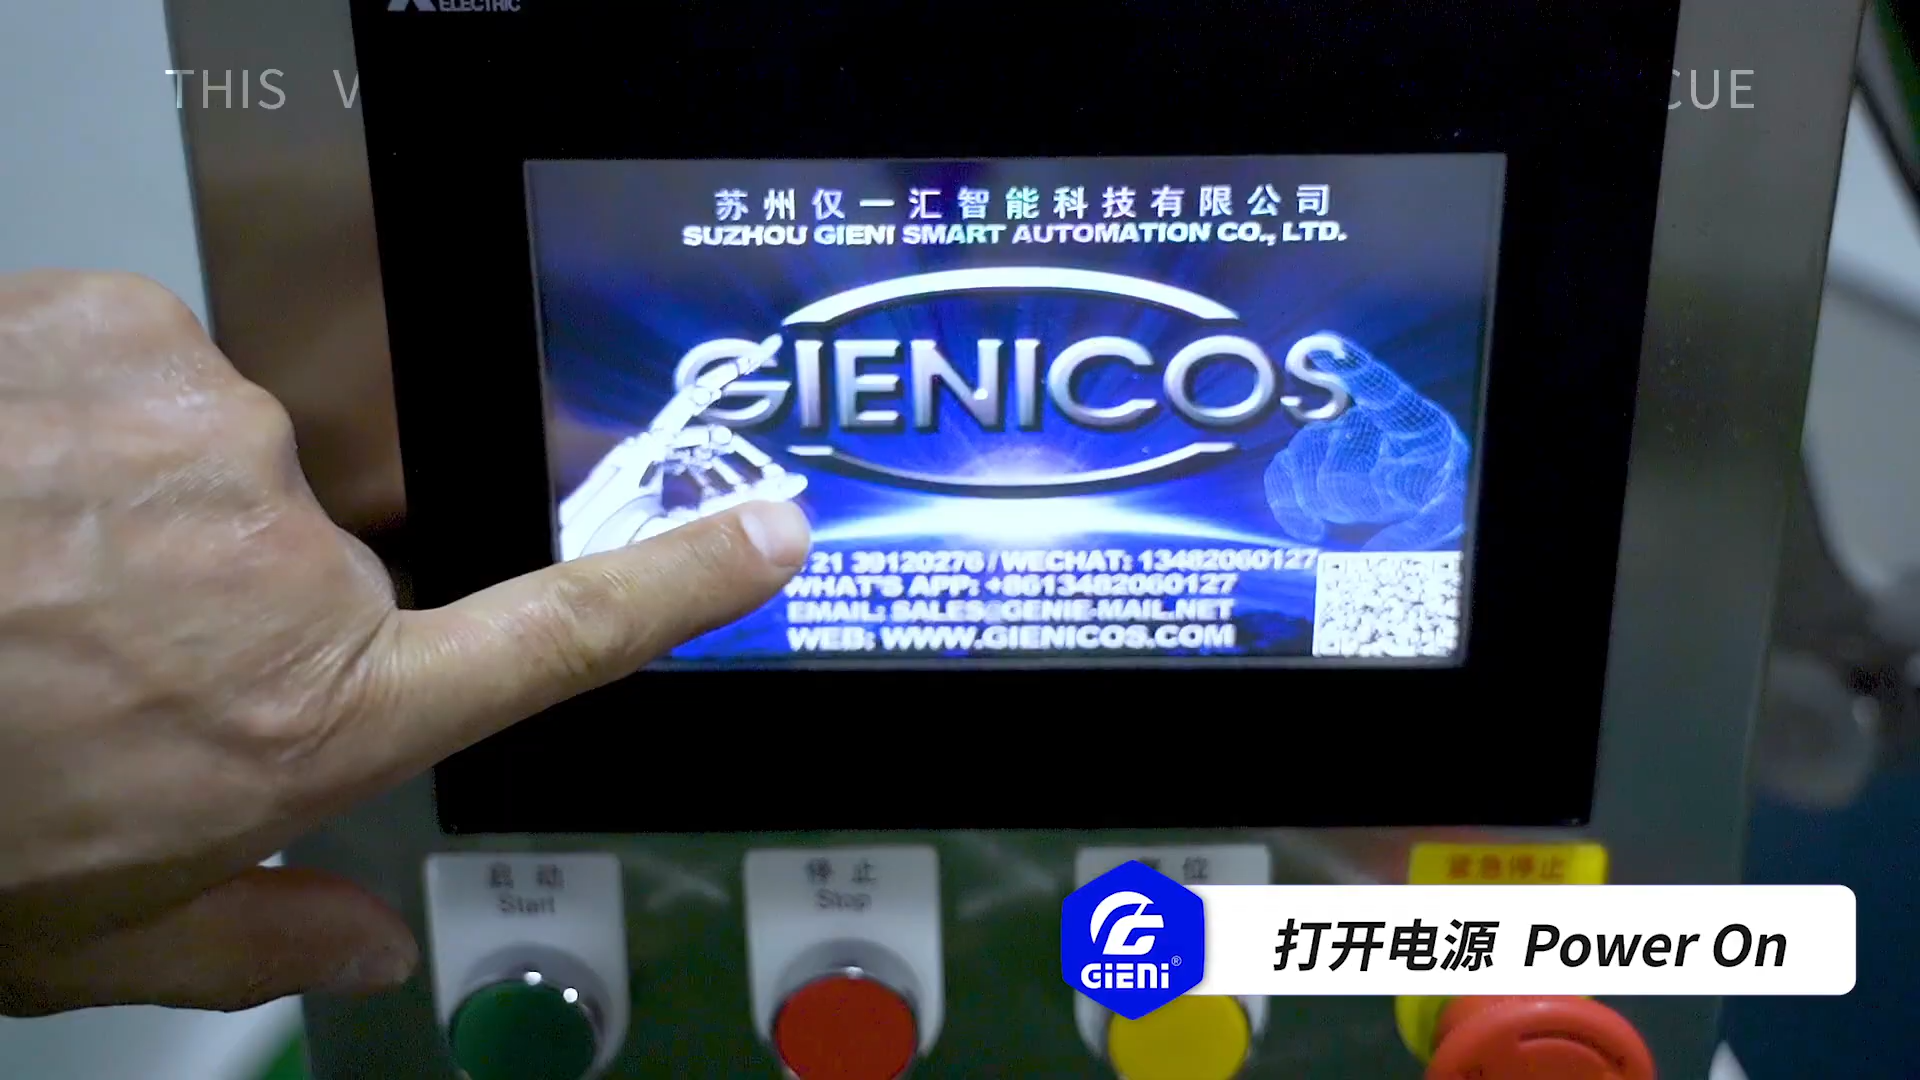 ELECTRIC
THIS W CUE
苏州仅一汇智能科技有限公司
SUZHOU GIENI SMART AUTOMATION CO., LTD.
GIENICOS
21 39120276 / WECHAT: 13482060127
WHAT'S APP: +8613482060127
EMAIL: SALES@GENIE-MAIL.NET
WEB: WWW.GIENICOS.COM
启动
Start
停止
Stop
位
紧急停止
GIENI®
打开电源 Power On